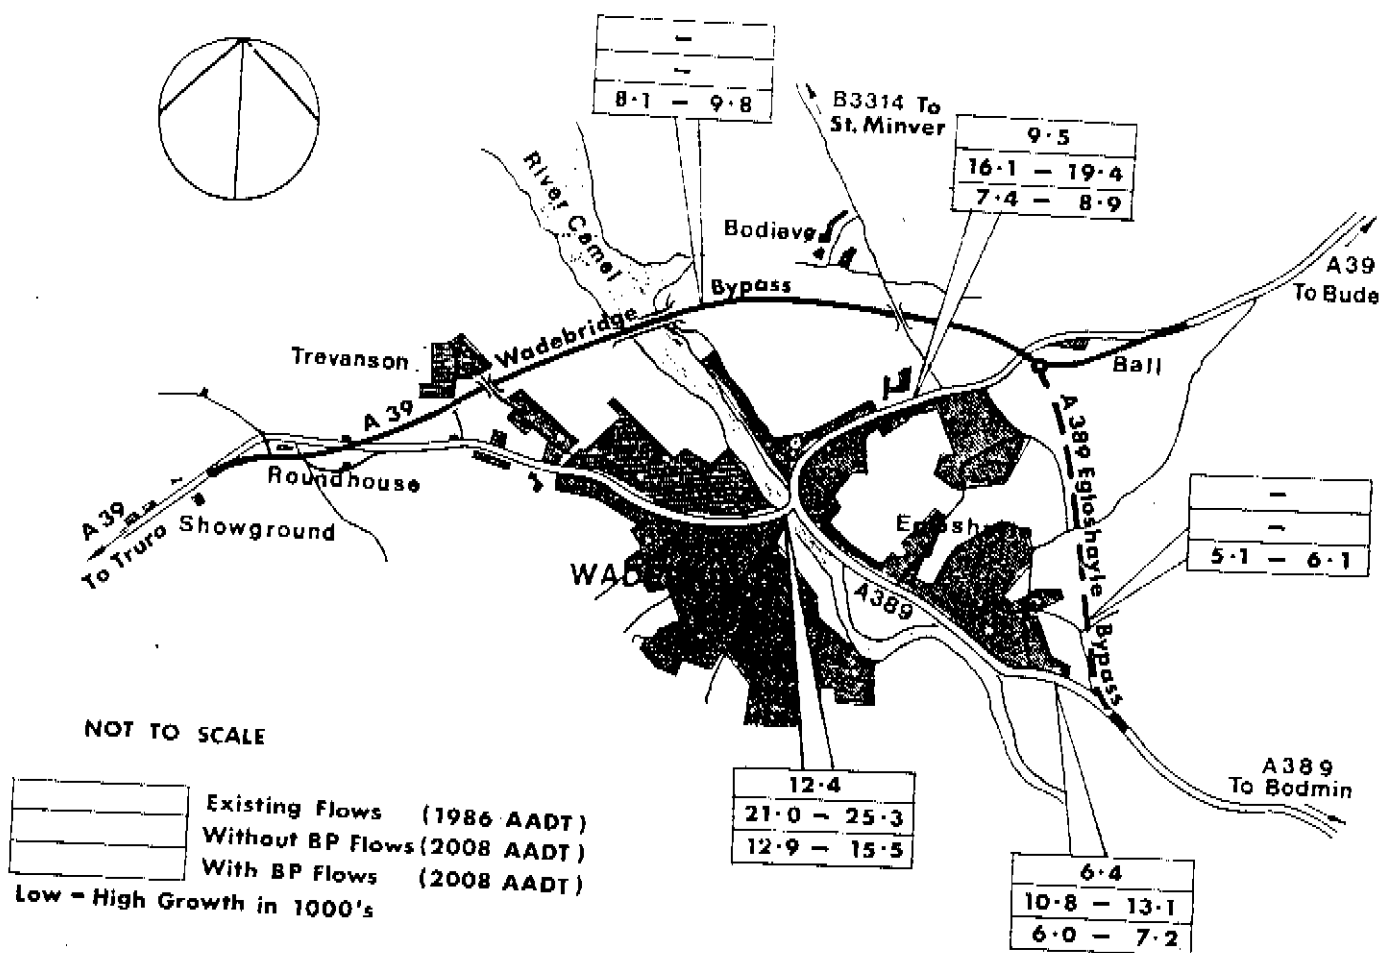 -
-
8·1 - 9·8
B3314 To
St. Minver
9·5
16·1 - 19·4
7·4 - 8·9
River Camel
Bodieve
A39
To Bude
Bypass
Wadebridge
Trevanson
Ball
A 39
A389 Egloshayle Bypass
Roundhouse
A 39
To Truro
Showground
-
-
5·1 - 6·1
A389
NOT TO SCALE
A389
To Bodmin
12·4
21·0 - 25·3
12·9 - 15·5
Existing Flows (1986 AADT)
Without BP Flows (2008 AADT)
With BP Flows (2008 AADT)
Low - High Growth in 1000's
6·4
10·8 - 13·1
6·0 - 7·2